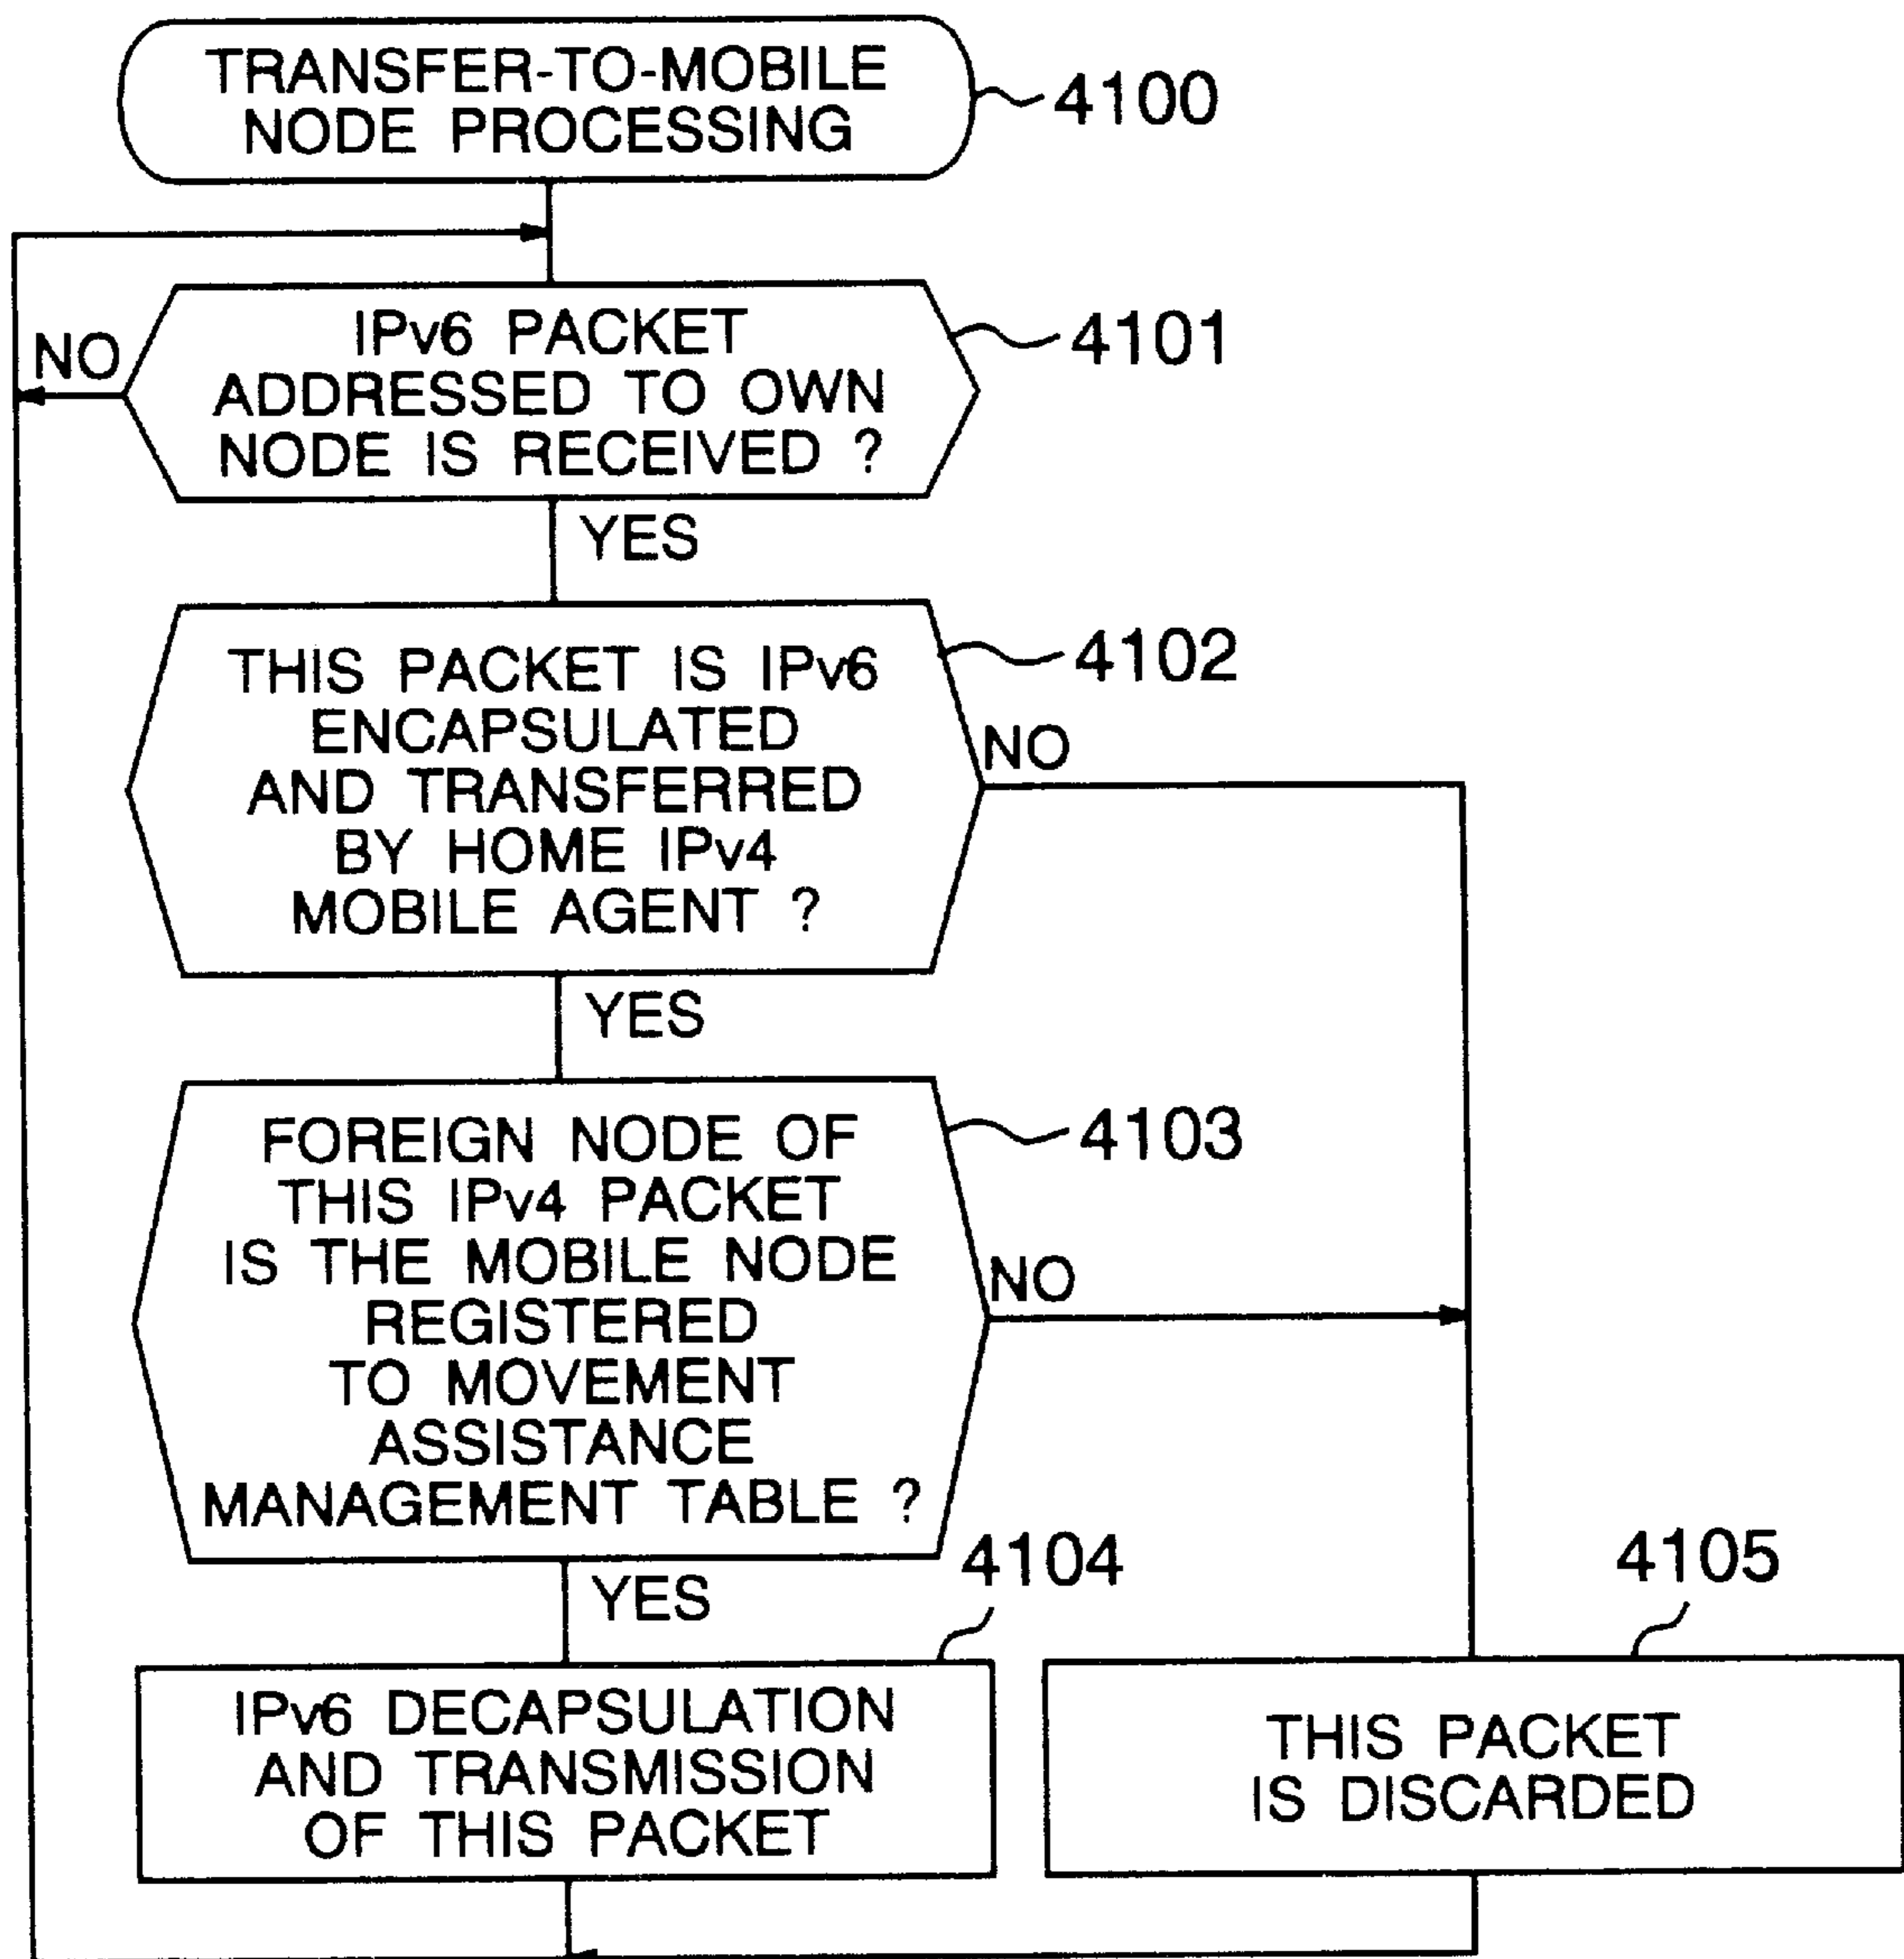 TRANSFER-TO-MOBILE
NODE PROCESSING
4100
IPv6 PACKET
ADDRESSED TO OWN
NODE IS RECEIVED ?
4101
NO
YES
THIS PACKET IS IPv6
ENCAPSULATED
AND TRANSFERRED
BY HOME IPv4
MOBILE AGENT ?
4102
NO
YES
FOREIGN NODE OF
THIS IPv4 PACKET
IS THE MOBILE NODE
REGISTERED
TO MOVEMENT
ASSISTANCE
MANAGEMENT TABLE ?
4103
NO
YES
4104
IPv6 DECAPSULATION
AND TRANSMISSION
OF THIS PACKET
4105
THIS PACKET
IS DISCARDED